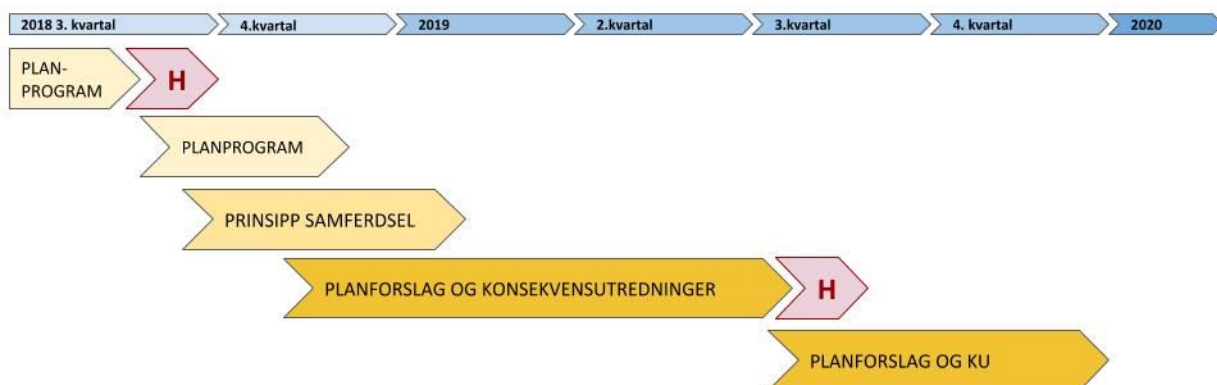 2018 3. kvartal
4.kvartal
2019
2.kvartal
3.kvartal
4. kvartal
2020
PLAN-
PROGRAM
H
PLANPROGRAM
PRINSIPP SAMFERDSEL
PLANFORSLAG OG KONSEKVENSUTREDNINGER
H
PLANFORSLAG OG KU